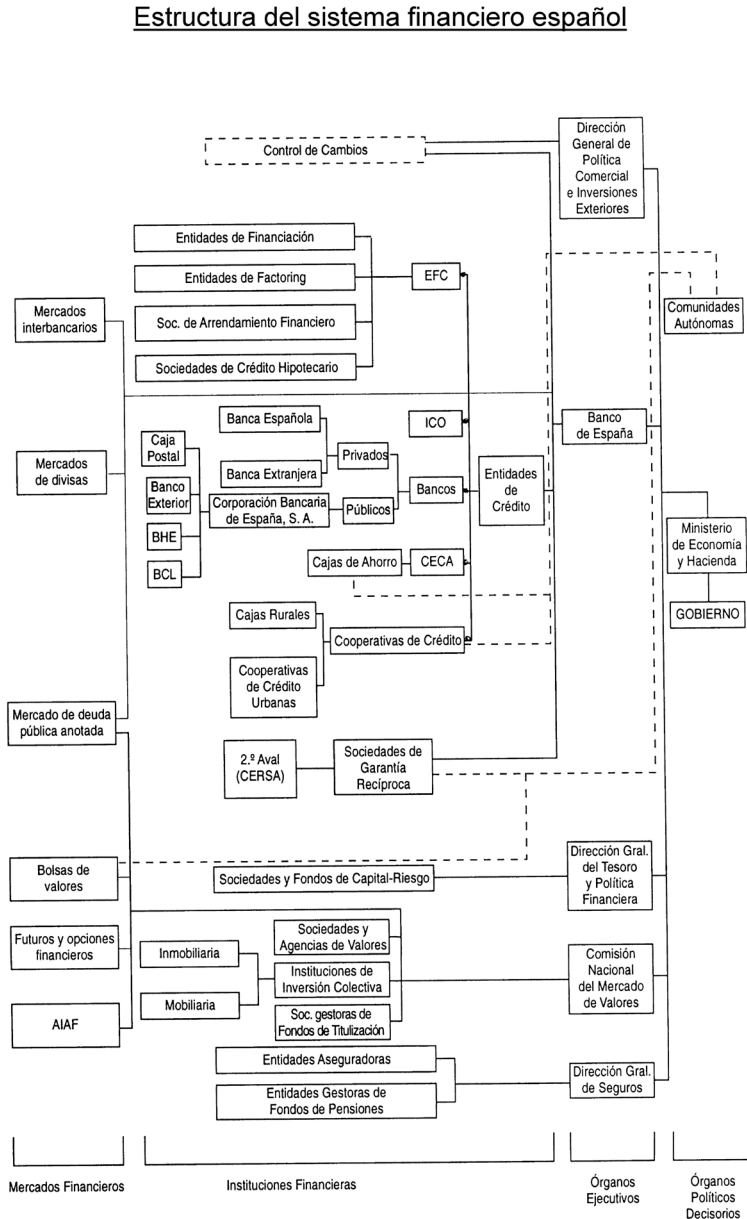 Estructura del sistema financiero español
Control de Cambios
Dirección
General de
Política
Comercial
e Inversiones
Exteriores
Entidades de Financiación
Entidades de Factoring
EFC
Soc. de Arrendamiento Financiero
Sociedades de Crédito Hipotecario
Mercados
interbancarios
Comunidades
Autónomas
Banca Española
ICO
Banco
de España
Caja
Postal
Privados
Mercados
de divisas
Banca Extranjera
Banco
Exterior
Corporación Bancaria
de España, S. A.
Públicos
Bancos
Entidades
de
Crédito
BHE
Ministerio
de Economía
y Hacienda
BCL
Cajas de Ahorro
CECA
GOBIERNO
Cajas Rurales
Cooperativas de Crédito
Cooperativas
de Crédito
Urbanas
Mercado de deuda
pública anotada
2.º Aval
(CERSA)
Sociedades de
Garantía
Recíproca
Bolsas de
valores
Sociedades y Fondos de Capital-Riesgo
Dirección Gral.
del Tesoro
y Política
Financiera
Futuros y opciones
financieros
Inmobiliaria
Mobiliaria
Sociedades y
Agencias de Valores
Instituciones de
Inversión Colectiva
Soc. gestoras de
Fondos de Titulización
Comisión
Nacional
del Mercado
de Valores
AIAF
Entidades Aseguradoras
Entidades Gestoras de
Fondos de Pensiones
Dirección Gral.
de Seguros
Mercados Financieros
Instituciones Financieras
Órganos
Ejecutivos
Órganos
Políticos
Decisorios